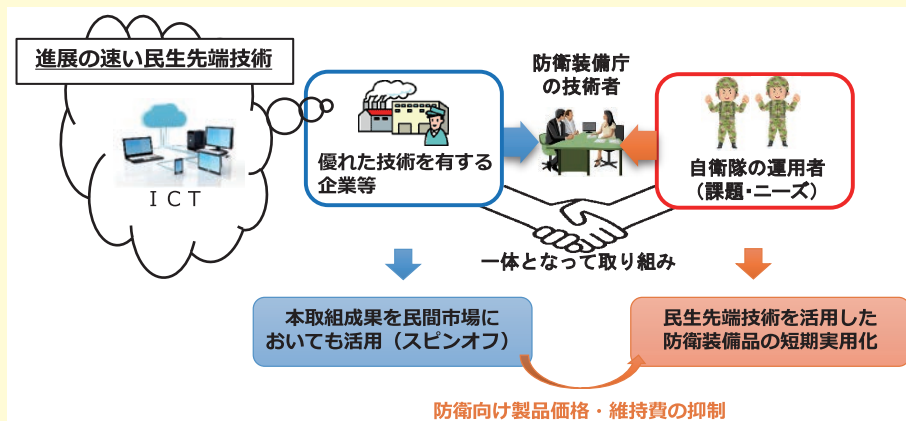 進展の速い民生先端技術
ICT
優れた技術を有する
企業等
防衛装備庁
の技術者
自衛隊の運用者
(課題・ニーズ)
一体となって取り組み
本取組成果を民間市場に
おいても活用(スピンオフ)
民生先端技術を活用した
防衛装備品の短期実用化
防衛向け製品価格・維持費の抑制